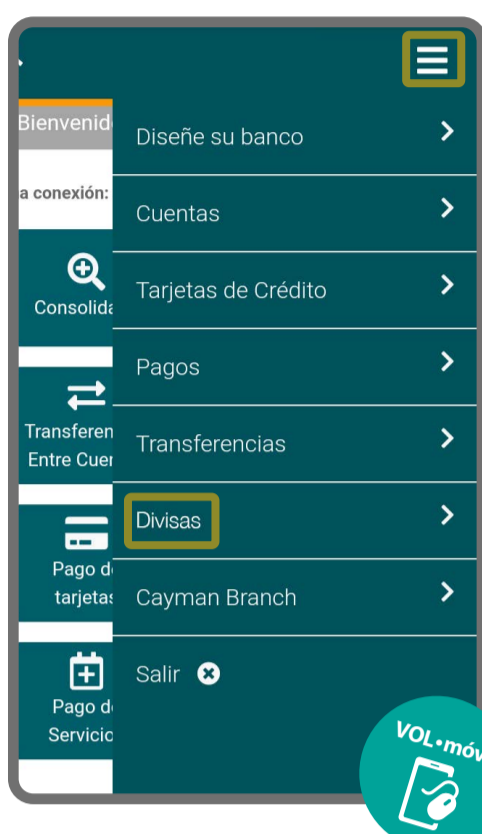 Bienvenid
a conexión:
Consolida
Transferen
Entre Cuen
Pago d
tarjetas
Pago d
Servicio
Diseñe su banco
Cuentas
Tarjetas de Crédito
Pagos
Transferencias
Divisas
Cayman Branch
Salir
VOL•móv